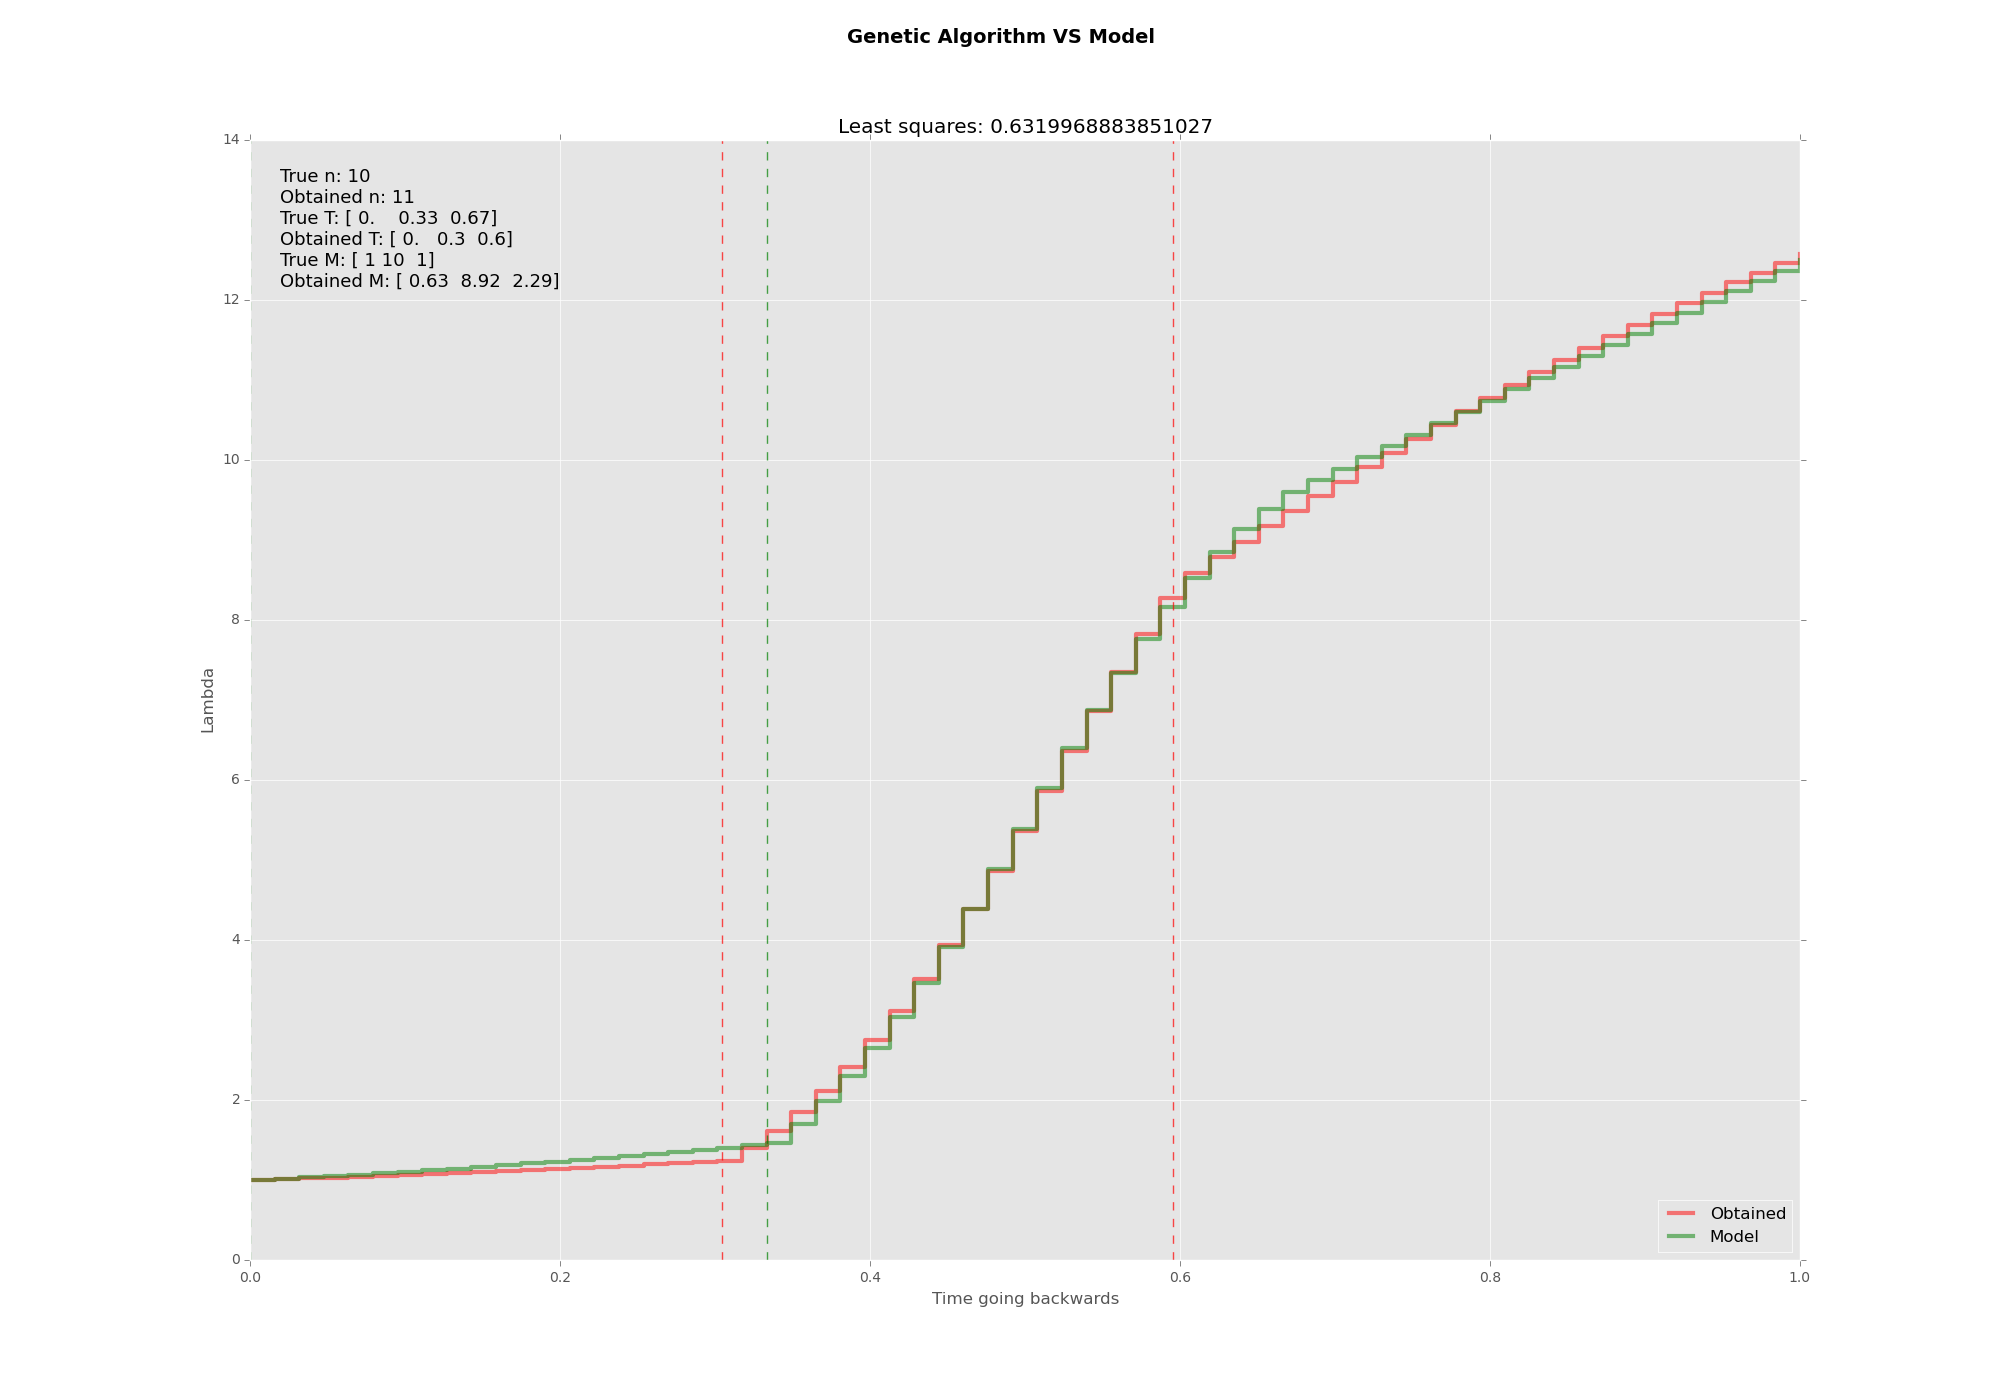 Genetic Algorithm VS Model
Least squares: 0.6319968883851027
14
12
10
8
6
4
2
0
Lambda
True n: 10
Obtained n: 11
True T: [ 0.    0.33  0.67]
Obtained T: [ 0.   0.3  0.6]
True M: [ 1 10  1]
Obtained M: [ 0.63  8.92  2.29]
Obtained
Model
0.0 0.2 0.4 0.6 0.8 1.0
Time going backwards